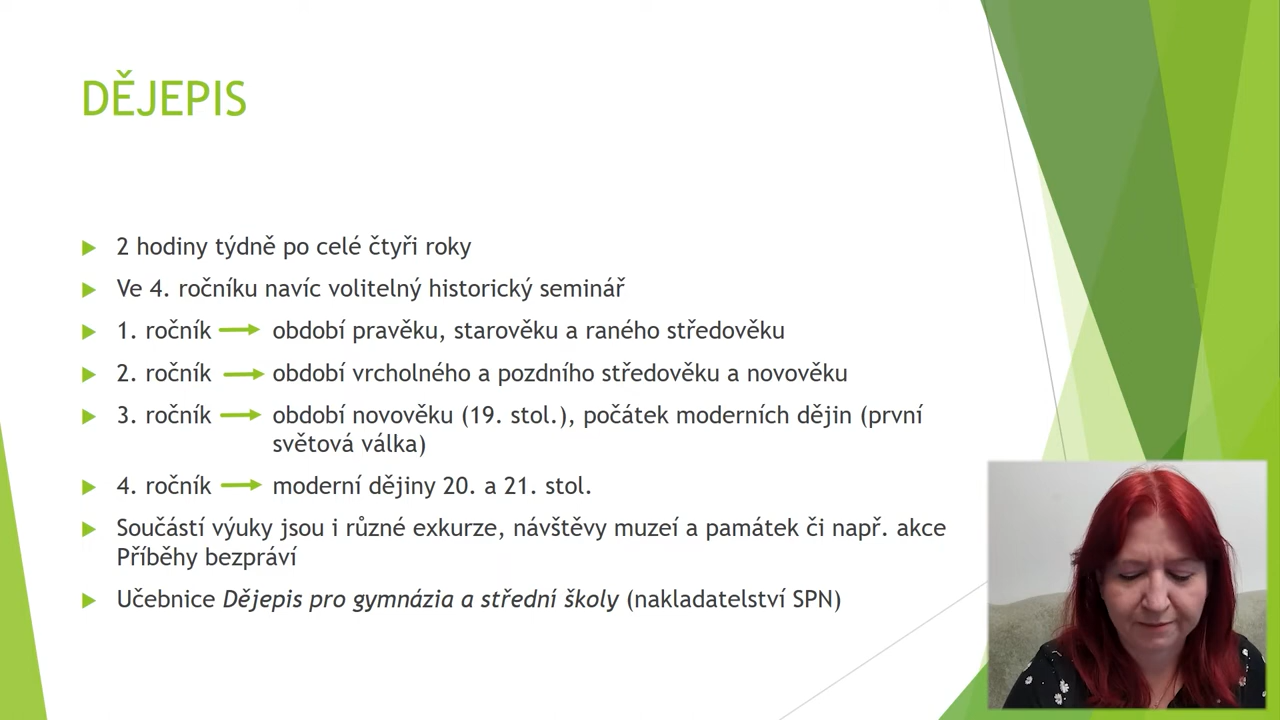 DĚJEPIS
2 hodiny týdně po celé čtyři roky
Ve 4. ročníku navíc volitelný historický seminář
1. ročník období pravěku, starověku a raného středověku
2. ročník období vrcholného a pozdního středověku a novověku
3. ročník období novověku (19. stol.), počátek moderních dějin (první
světová válka)
4. ročník moderní dějiny 20. a 21. stol.
Součástí výuky jsou i různé exkurze, návštěvy muzeí a památek či např. akce
Příběhy bezpráví
Učebnice Dějepis pro gymnázia a střední školy (nakladatelství SPN)